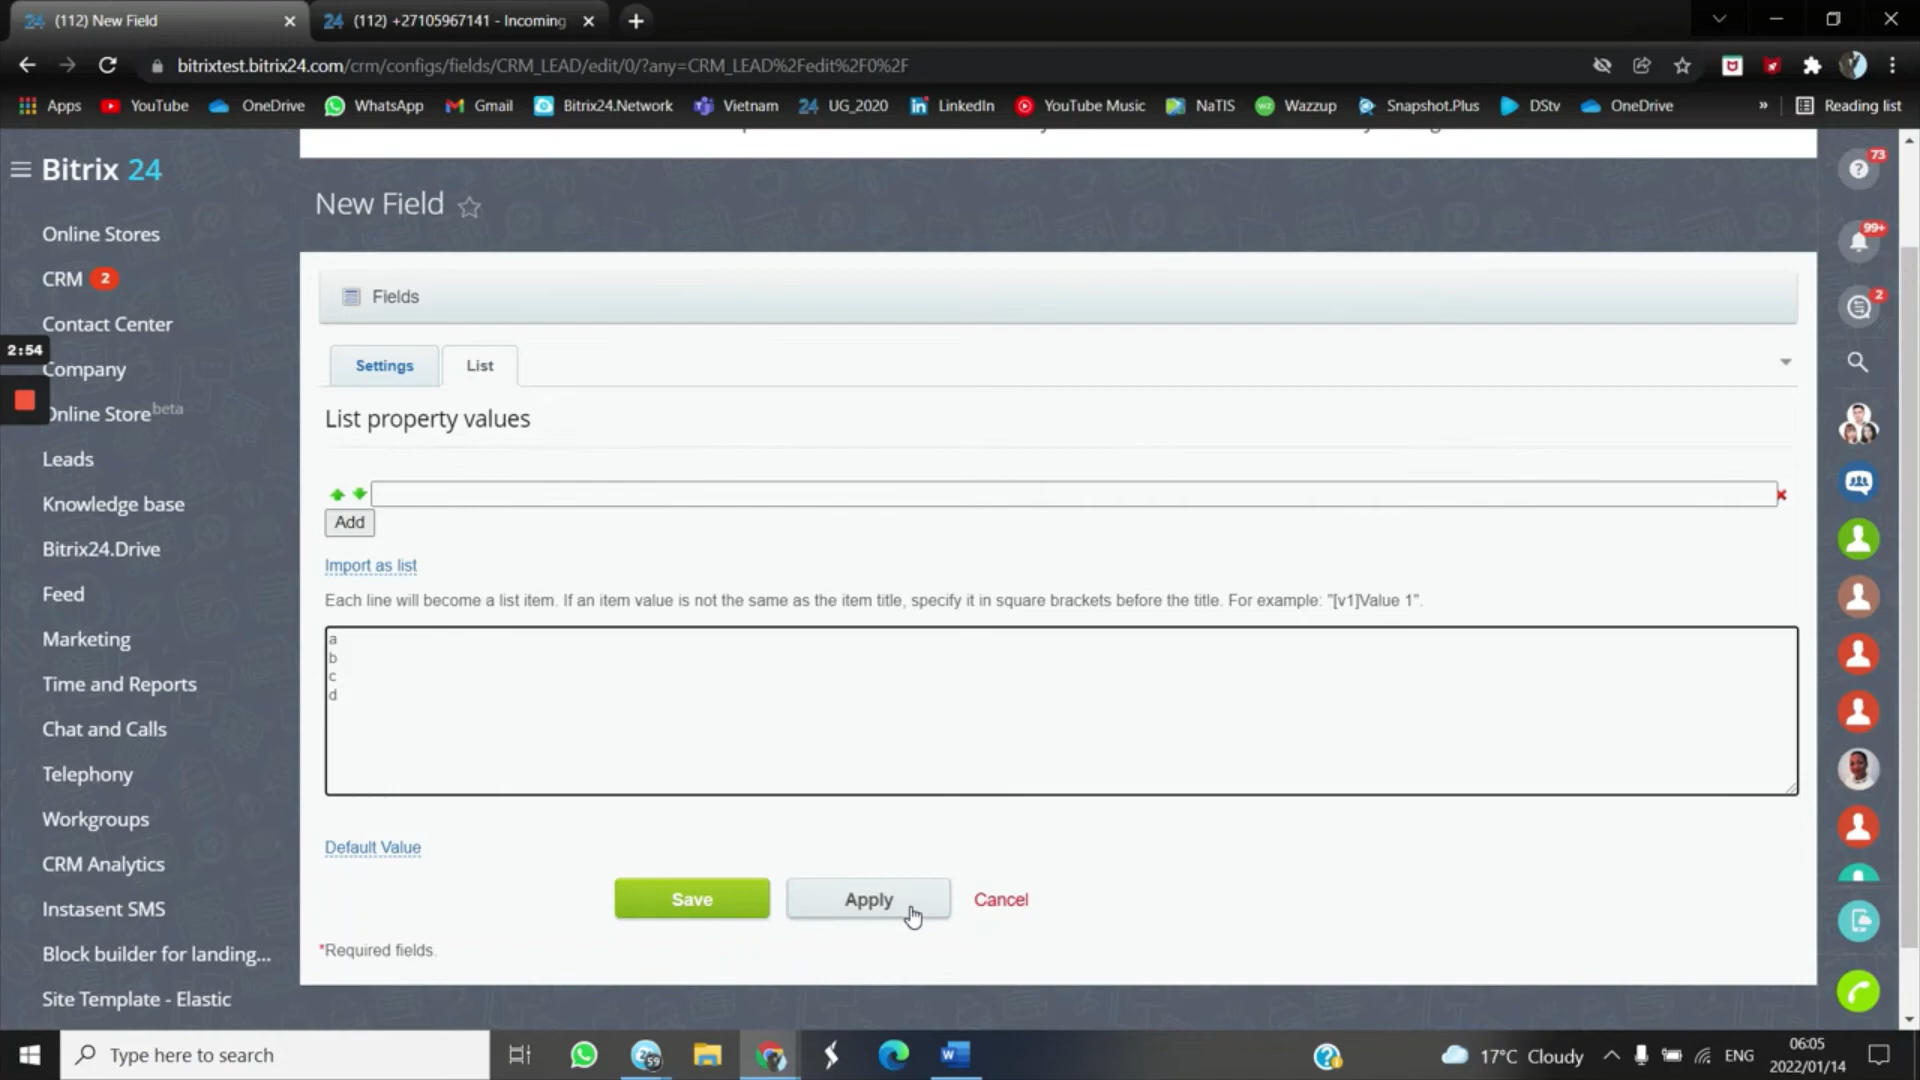 24 (112) New Field
24 (112) +27105967141 - Incoming
bitrixtest.bitrix24.com/crm/configs/fields/CRM_LEAD/edit/0/?any=CRM_LEAD%2Fedit%2F0%2F
Apps YouTube OneDrive WhatsApp Gmail Bitrix24.Network Vietnam 24 UG_2020 LinkedIn YouTube Music NaTIS Wazzup Snapshot.Plus DStv OneDrive » Reading list
Bitrix 24
Online Stores
CRM 2
Contact Center
2:54
Company
Online Store beta
Leads
Knowledge base
Bitrix24.Drive
Feed
Marketing
Time and Reports
Chat and Calls
Telephony
Workgroups
CRM Analytics
Instasent SMS
Block builder for landing...
Site Template - Elastic
New Field
Fields
Settings List
List property values
Add
Import as list
Each line will become a list item. If an item value is not the same as the item title, specify it in square brackets before the title. For example: "[v1]Value 1".
a
b
c
d
Default Value
Save Apply Cancel
*Required fields.
73
99+
2
Type here to search
59
17°C Cloudy
ENG
06:05
2022/01/14